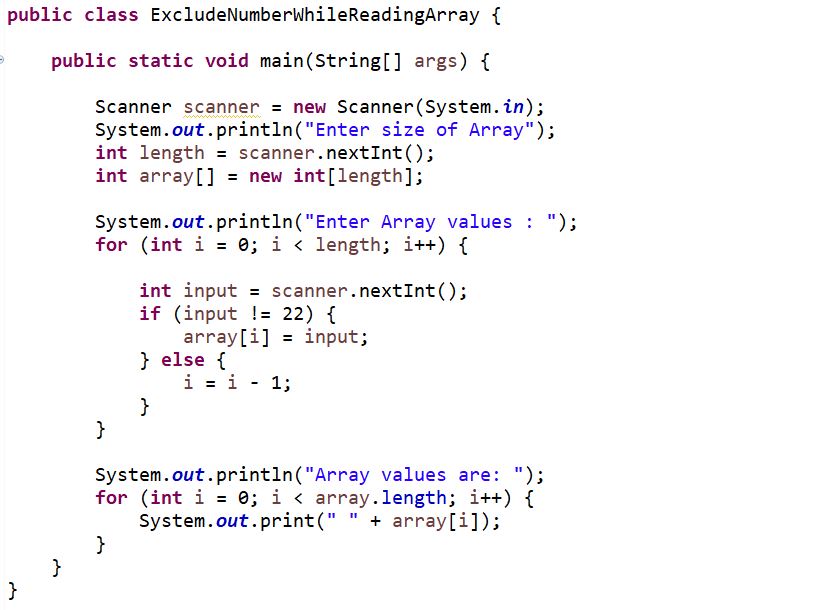 public class ExcludeNumberWhileReadingArray {
public static void main(String[] args) {
Scanner scanner = new Scanner(System.in);
System.out.println("Enter size of Array");
int length = scanner.nextInt();
int array[] = new int[length];
System.out.println("Enter Array values : ");
for (int i = 0; i < length; i++) {
int input = scanner.nextInt();
if (input != 22) {
array[i] = input;
} else {
i = i - 1;
}
}
System.out.println("Array values are: ");
for (int i = 0; i < array.length; i++) {
System.out.print(" " + array[i]);
}
}
}